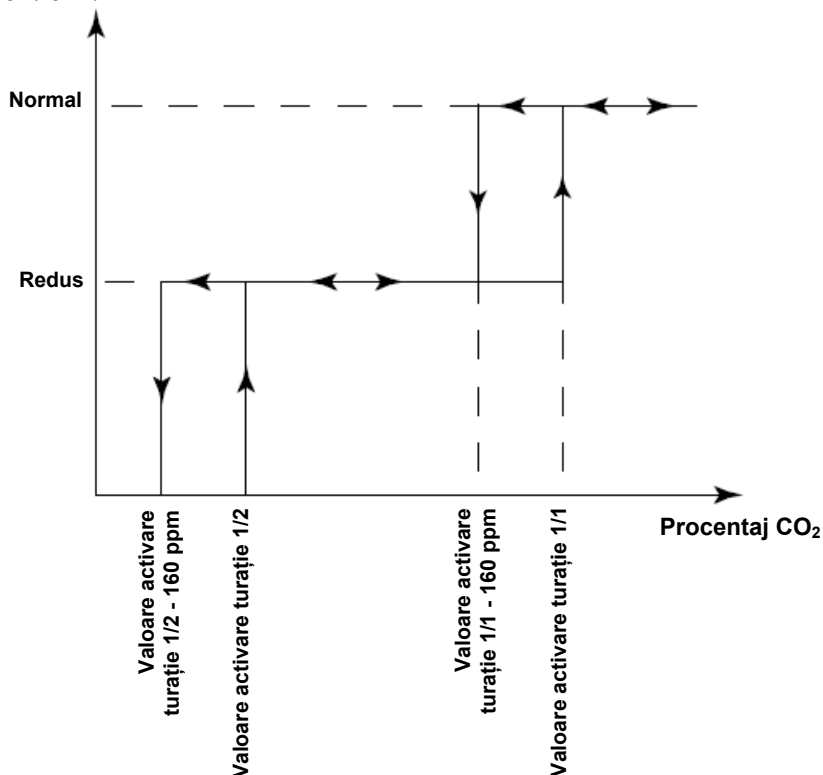 Normal
Redus
Procentaj CO₂
Valoare activare
turație 1/2 - 160 ppm
Valoare activare turație 1/2
Valoare activare
turație 1/1 - 160 ppm
Valoare activare turație 1/1